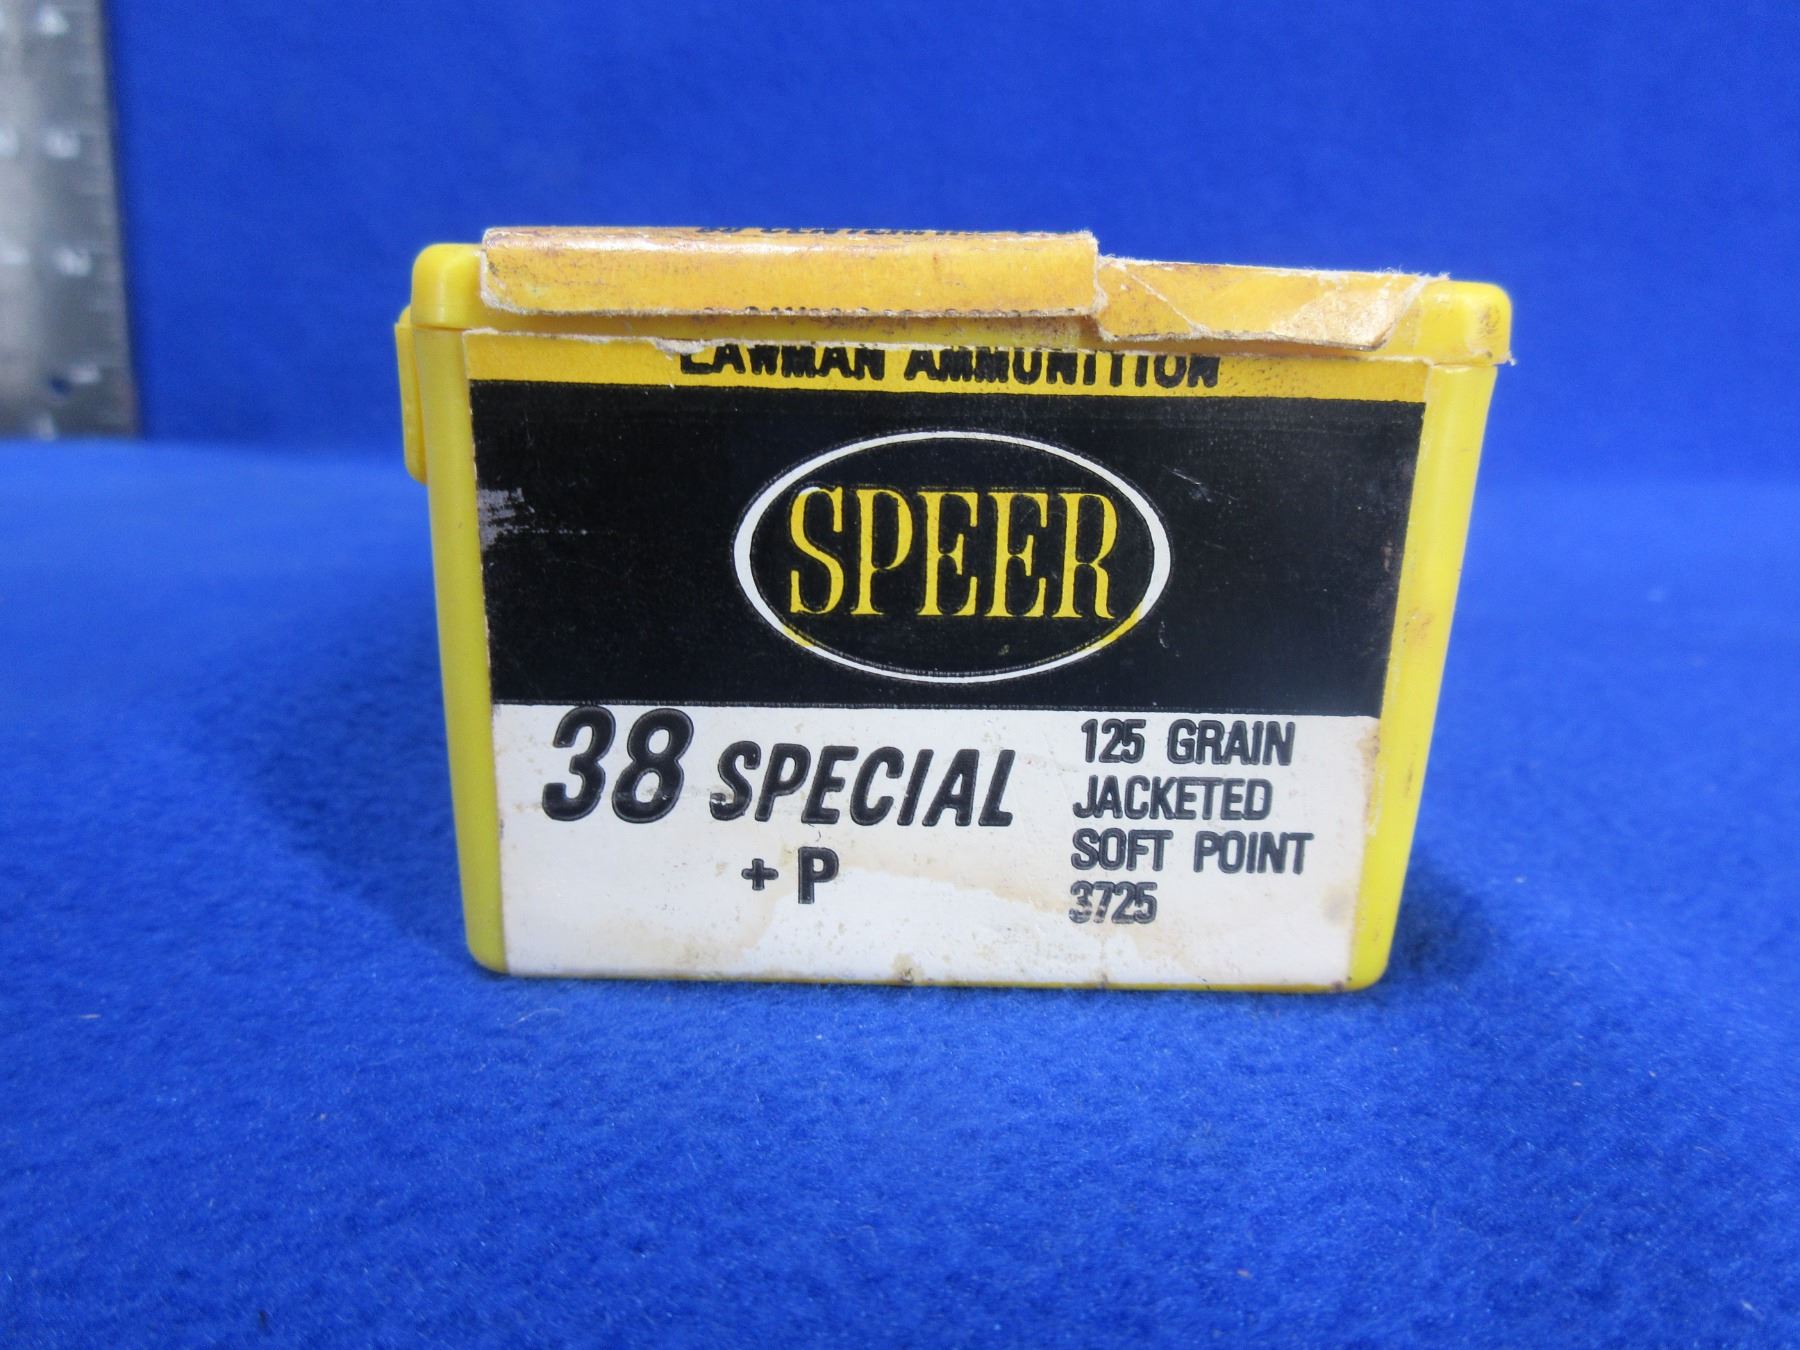 LAWMAN AMMUNITION
SPEER
38 SPECIAL
+ P
125 GRAIN
JACKETED
SOFT POINT
3725